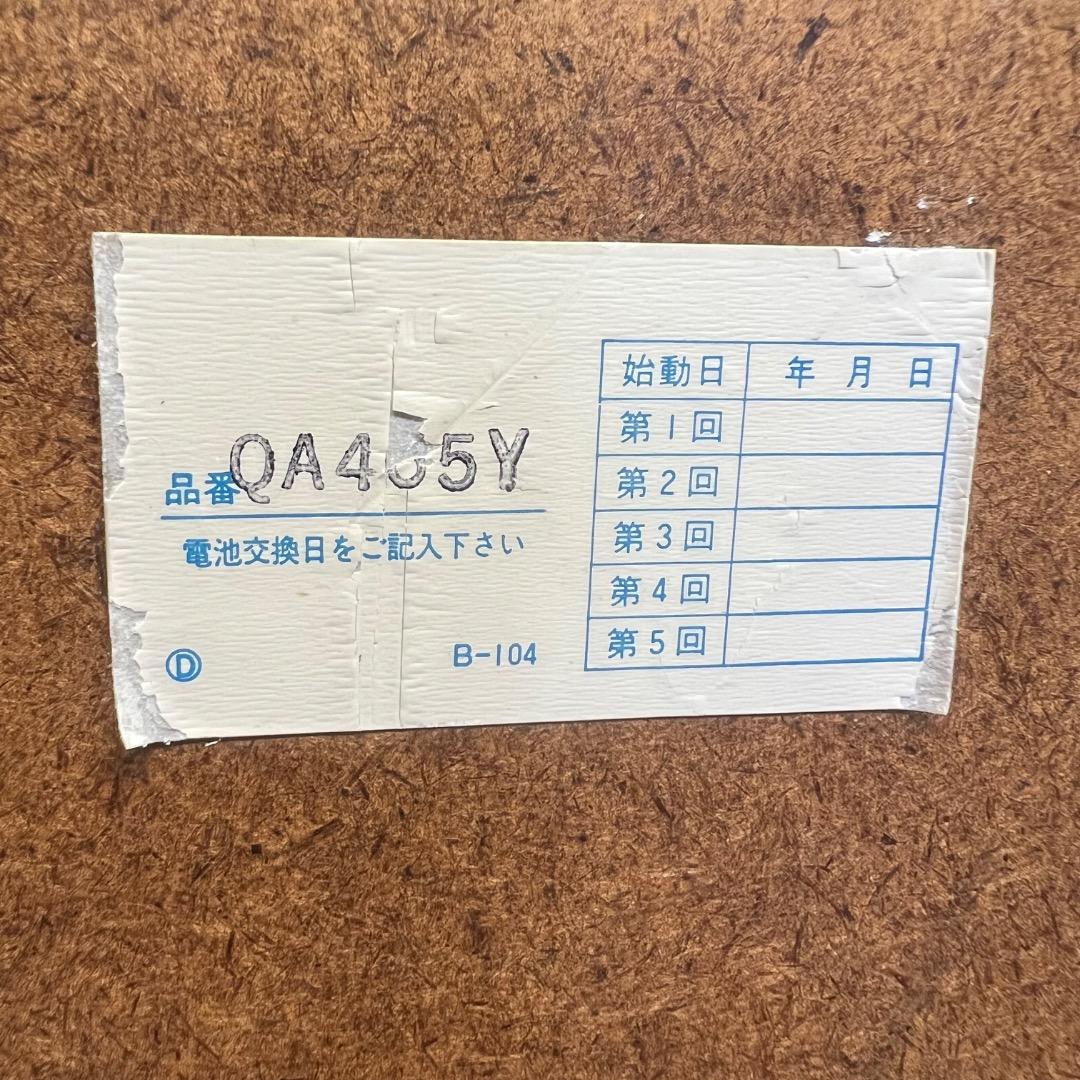 品番
電池交換日をご記入下さい
Ⓓ B-104
始動日 年 月 日
第1回
第2回
第3回
第4回
第5回